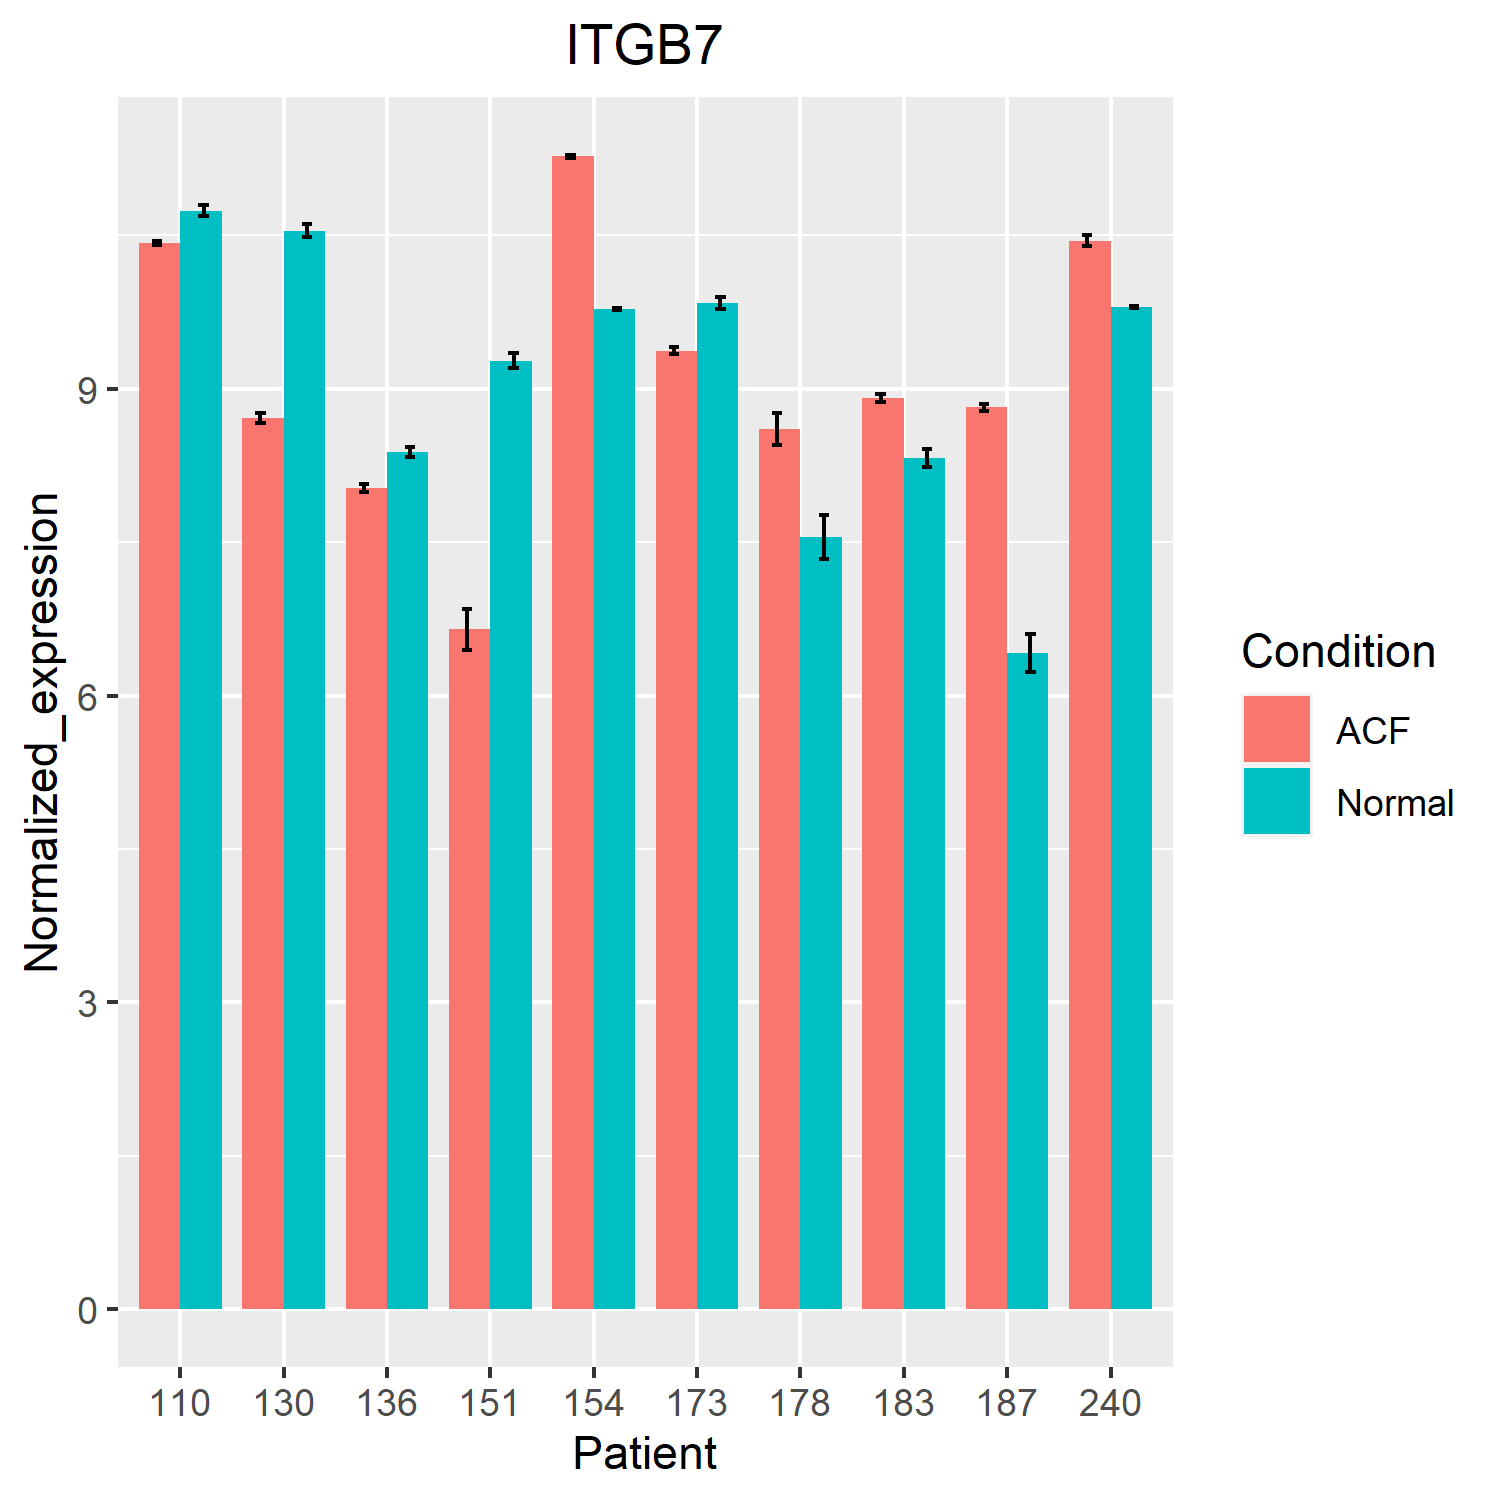 ITGB7
Normalized_expression
9
6
3
0
110 130 136 151 154 173 178 183 187 240
Patient
Condition
ACF
Normal